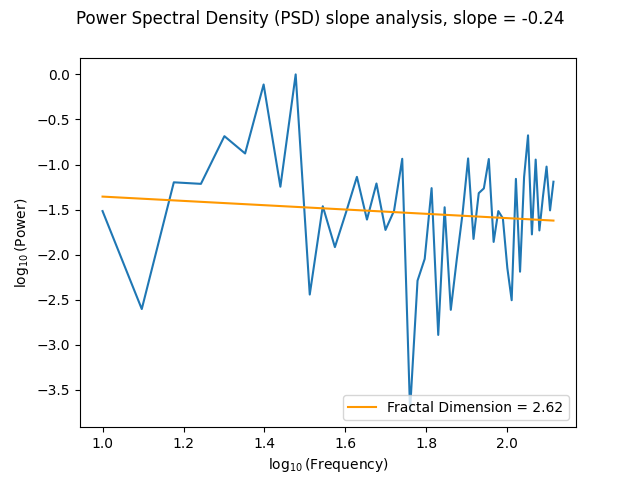 Power Spectral Density (PSD) slope analysis, slope = -0.24
0.0
−0.5
−1.0
−1.5
−2.0
−2.5
−3.0
−3.5
log₁₀(Power)
Fractal Dimension = 2.62
1.0 1.2 1.4 1.6 1.8 2.0
log₁₀(Frequency)